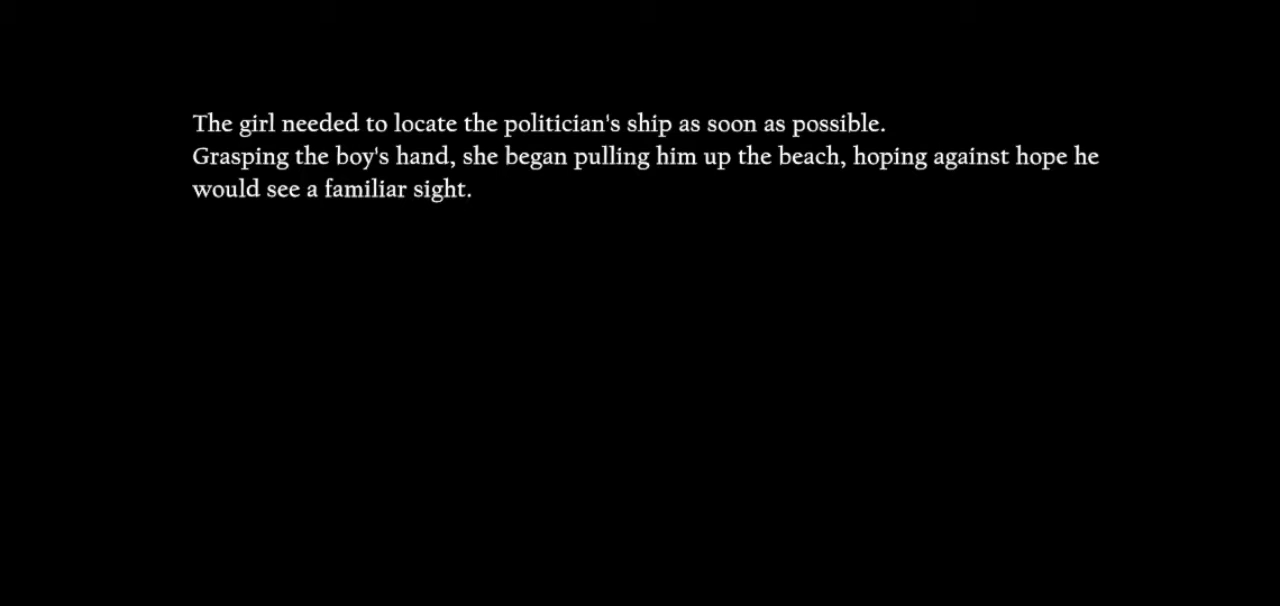 The girl needed to locate the politician's ship as soon as possible.
Grasping the boy's hand, she began pulling him up the beach, hoping against hope he
would see a familiar sight.